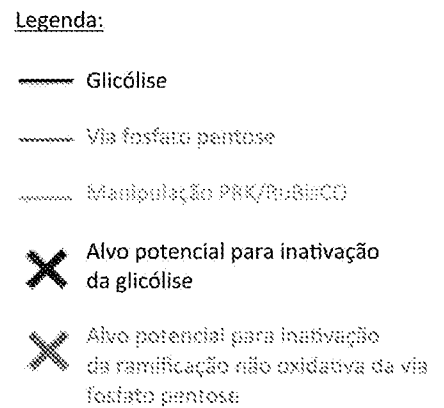 Legenda:
Glicólise
Via fosfato pentose
Manipulação PRK/RuBisCO
Alvo potencial para inativação
da glicólise
Alvo potencial para inativação
da ramificação não oxidativa da via
fosfato pentose